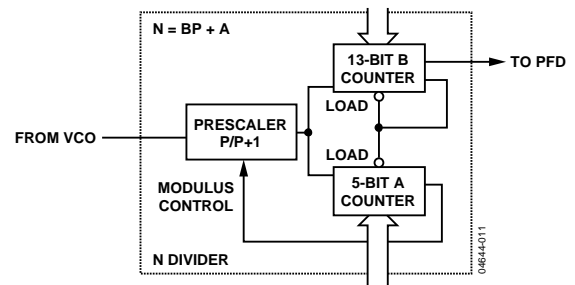 N = BP + A
13-BIT B
COUNTER
TO PFD
LOAD
PRESCALER
P/P+1
FROM VCO
LOAD
MODULUS
CONTROL
5-BIT A
COUNTER
N DIVIDER
04644-011